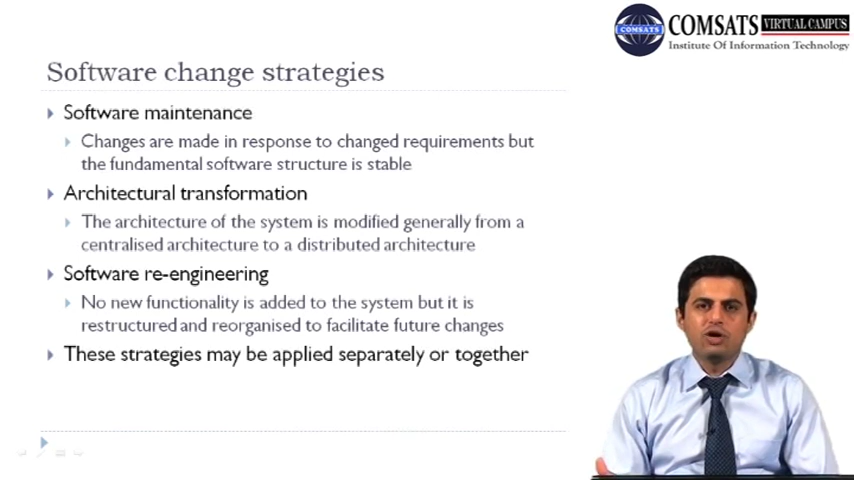 COMSATS
COMSATS VIRTUAL CAMPUS
Institute Of Information Technology
Software change strategies
Software maintenance
Changes are made in response to changed requirements but
the fundamental software structure is stable
Architectural transformation
The architecture of the system is modified generally from a
centralised architecture to a distributed architecture
Software re-engineering
No new functionality is added to the system but it is
restructured and reorganised to facilitate future changes
These strategies may be applied separately or together